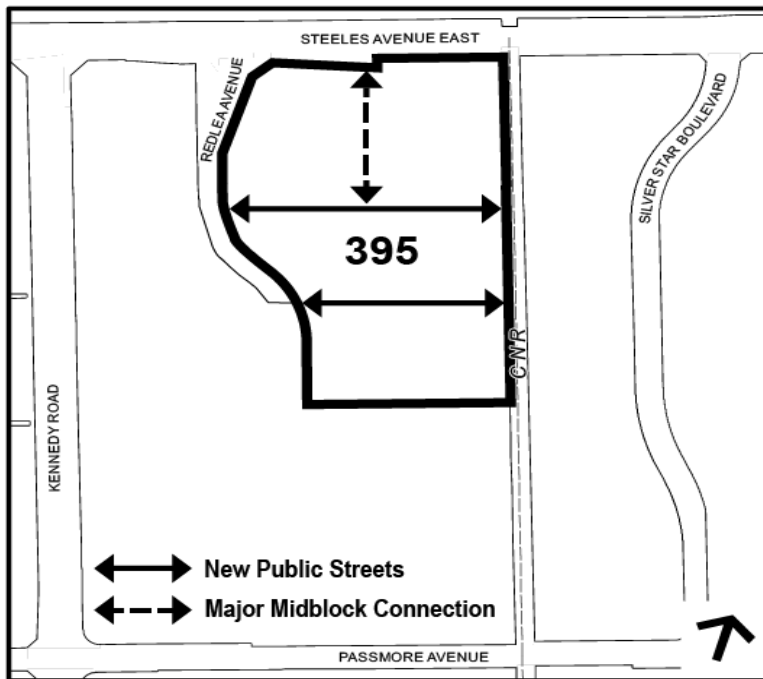 STEELES AVENUE EAST
REDLEA AVENUE
SILVER STAR BOULEVARD
395
CNR
KENNEDY ROAD
New Public Streets
Major Midblock Connection
PASSMORE AVENUE